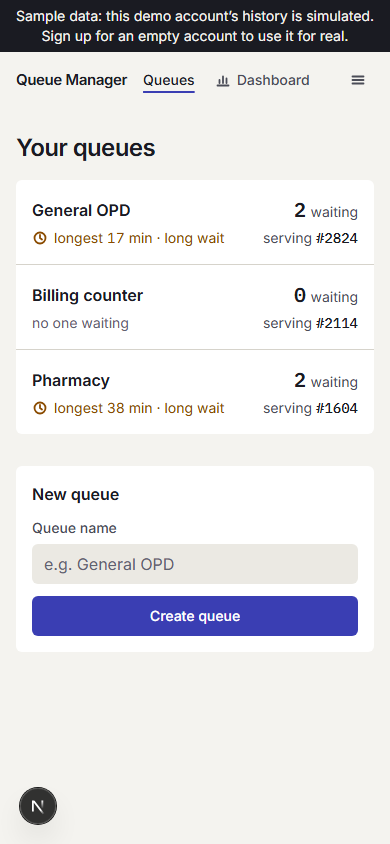 Sample data: this demo account’s history is simulated.
Sign up for an empty account to use it for real.
Queue Manager Queues Dashboard
Your queues
General OPD 2 waiting
longest 17 min · long wait serving #2824
Billing counter 0 waiting
no one waiting serving #2114
Pharmacy 2 waiting
longest 38 min · long wait serving #1604
New queue
Queue name
e.g. General OPD
Create queue
N